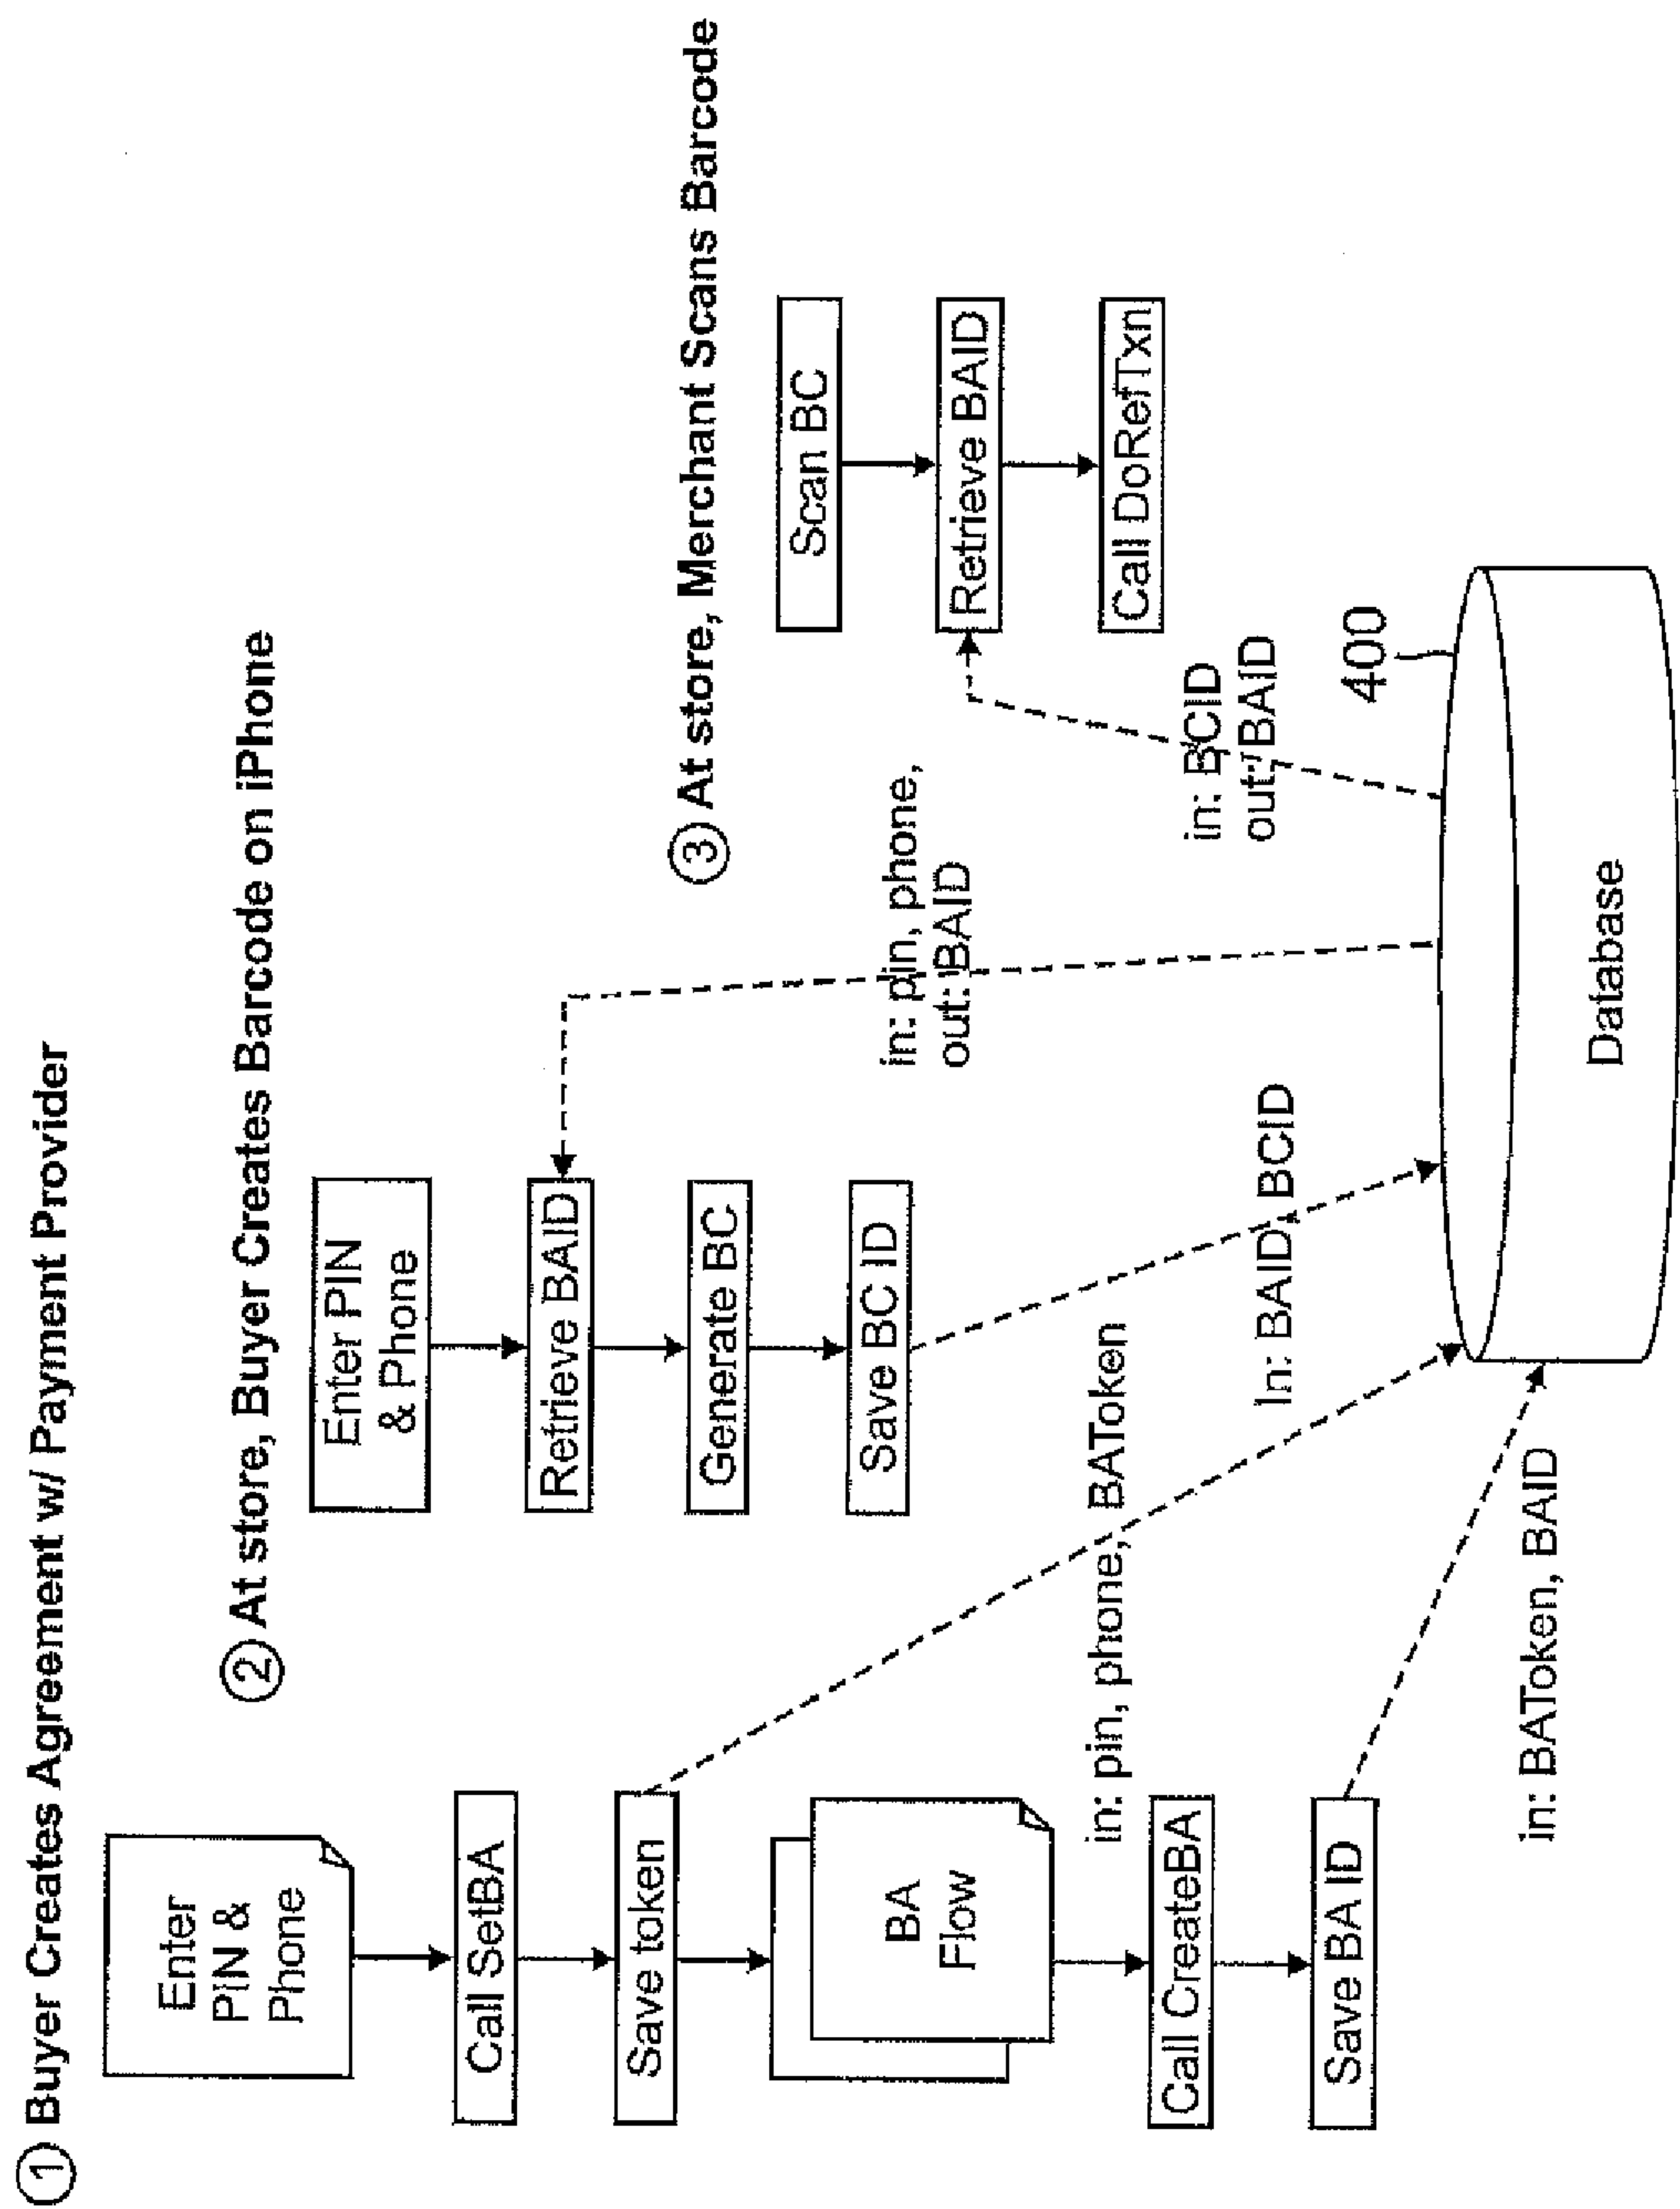 ① Buyer Creates Agreement w/ Payment Provider
Enter
PIN &
Phone
Call SetBA
Save token
BA
Flow
Call CreateBA
Save BA ID
② At store, Buyer Creates Barcode on iPhone
Enter PIN
& Phone
Retrieve BAID
Generate BC
Save BC ID
③ At store, Merchant Scans Barcode
Scan BC
Retrieve BAID
Call DoRefTxn
in: pin, phone,
out: BAID
in: BCID
out: BAID
in: pin, phone, BAToken
In: BAID, BCID
in: BAToken, BAID
400
Database